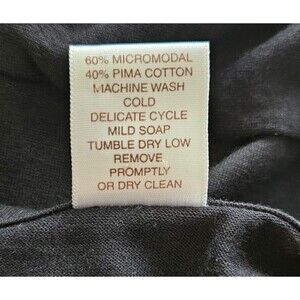 60% MICROMODAL
40% PIMA COTTON
MACHINE WASH
COLD
DELICATE CYCLE
MILD SOAP
TUMBLE DRY LOW
REMOVE
PROMPTLY
OR DRY CLEAN